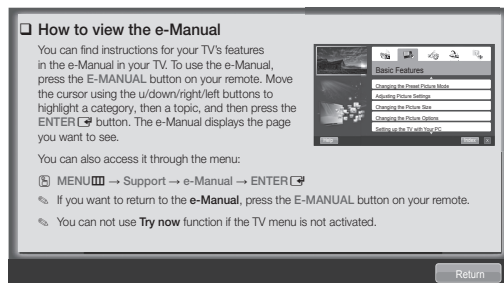 How to view the e-Manual
You can find instructions for your TV's features
in the e-Manual in your TV. To use the e-Manual,
press the E-MANUAL button on your remote. Move
the cursor using the u/down/right/left buttons to
highlight a category, then a topic, and then press the
ENTER button. The e-Manual displays the page
you want to see.
Basic Features
Changing the Preset Picture Mode
Adjusting Picture Settings
Changing the Picture Size
Changing the Picture Options
Setting up the TV with Your PC
Help
Index
You can also access it through the menu:
MENU → Support → e-Manual → ENTER
If you want to return to the e-Manual, press the E-MANUAL button on your remote.
You can not use Try now function if the TV menu is not activated.
Return